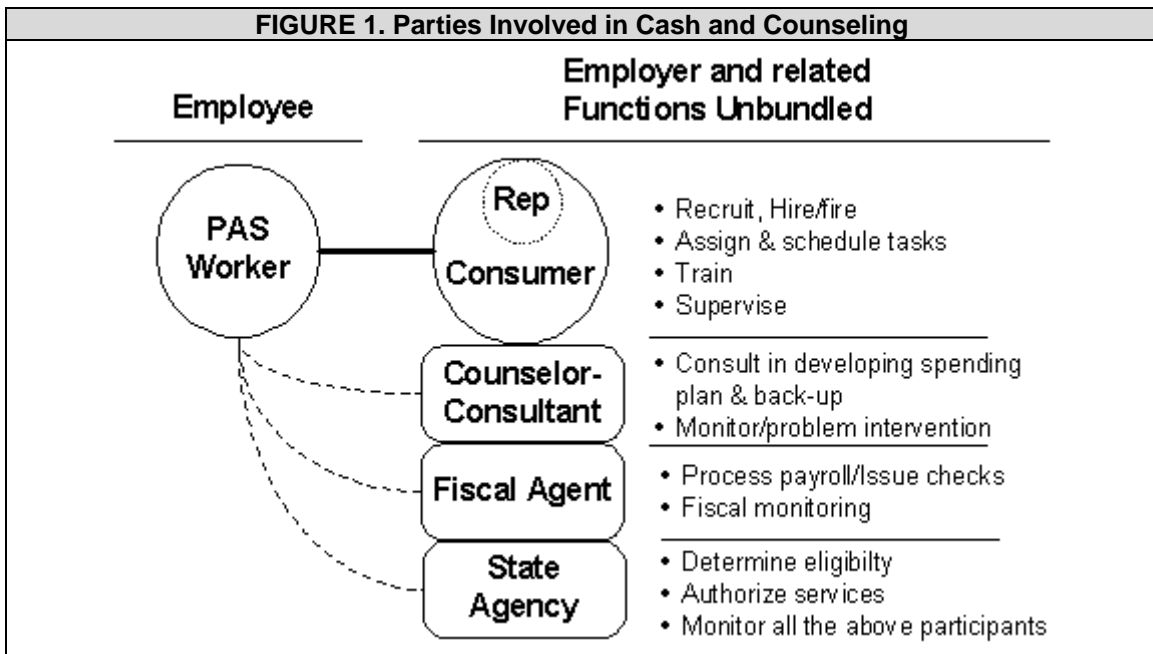 FIGURE 1. Parties Involved in Cash and Counseling
Employee
Employer and related
Functions Unbundled
PAS
Worker
Rep
Consumer
• Recruit, Hire/fire
• Assign & schedule tasks
• Train
• Supervise
Counselor-
Consultant
• Consult in developing spending
plan & back-up
• Monitor/problem intervention
Fiscal Agent
• Process payroll/Issue checks
• Fiscal monitoring
State
Agency
• Determine eligibilty
• Authorize services
• Monitor all the above participants